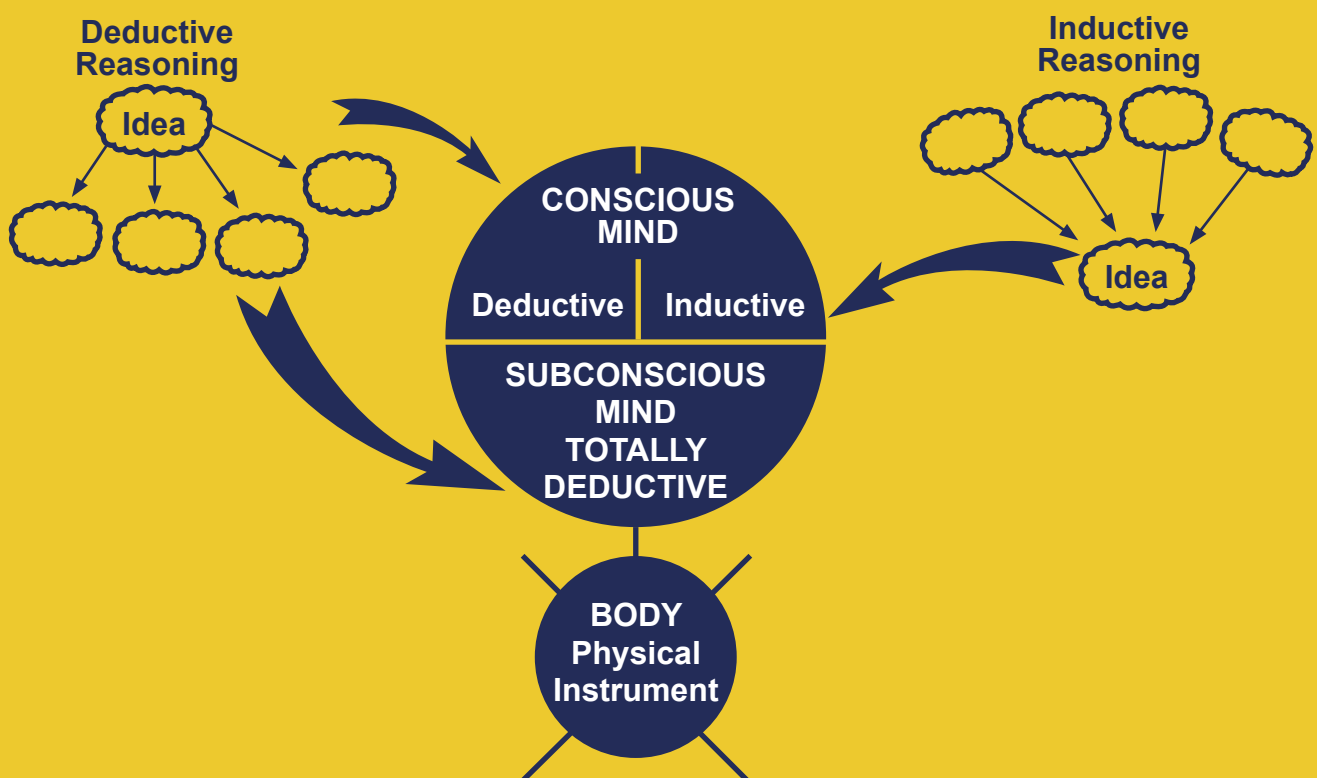 Deductive
Reasoning
Idea
Inductive
Reasoning
Idea
CONSCIOUS
MIND
Deductive
Inductive
SUBCONSCIOUS
MIND
TOTALLY
DEDUCTIVE
BODY
Physical
Instrument